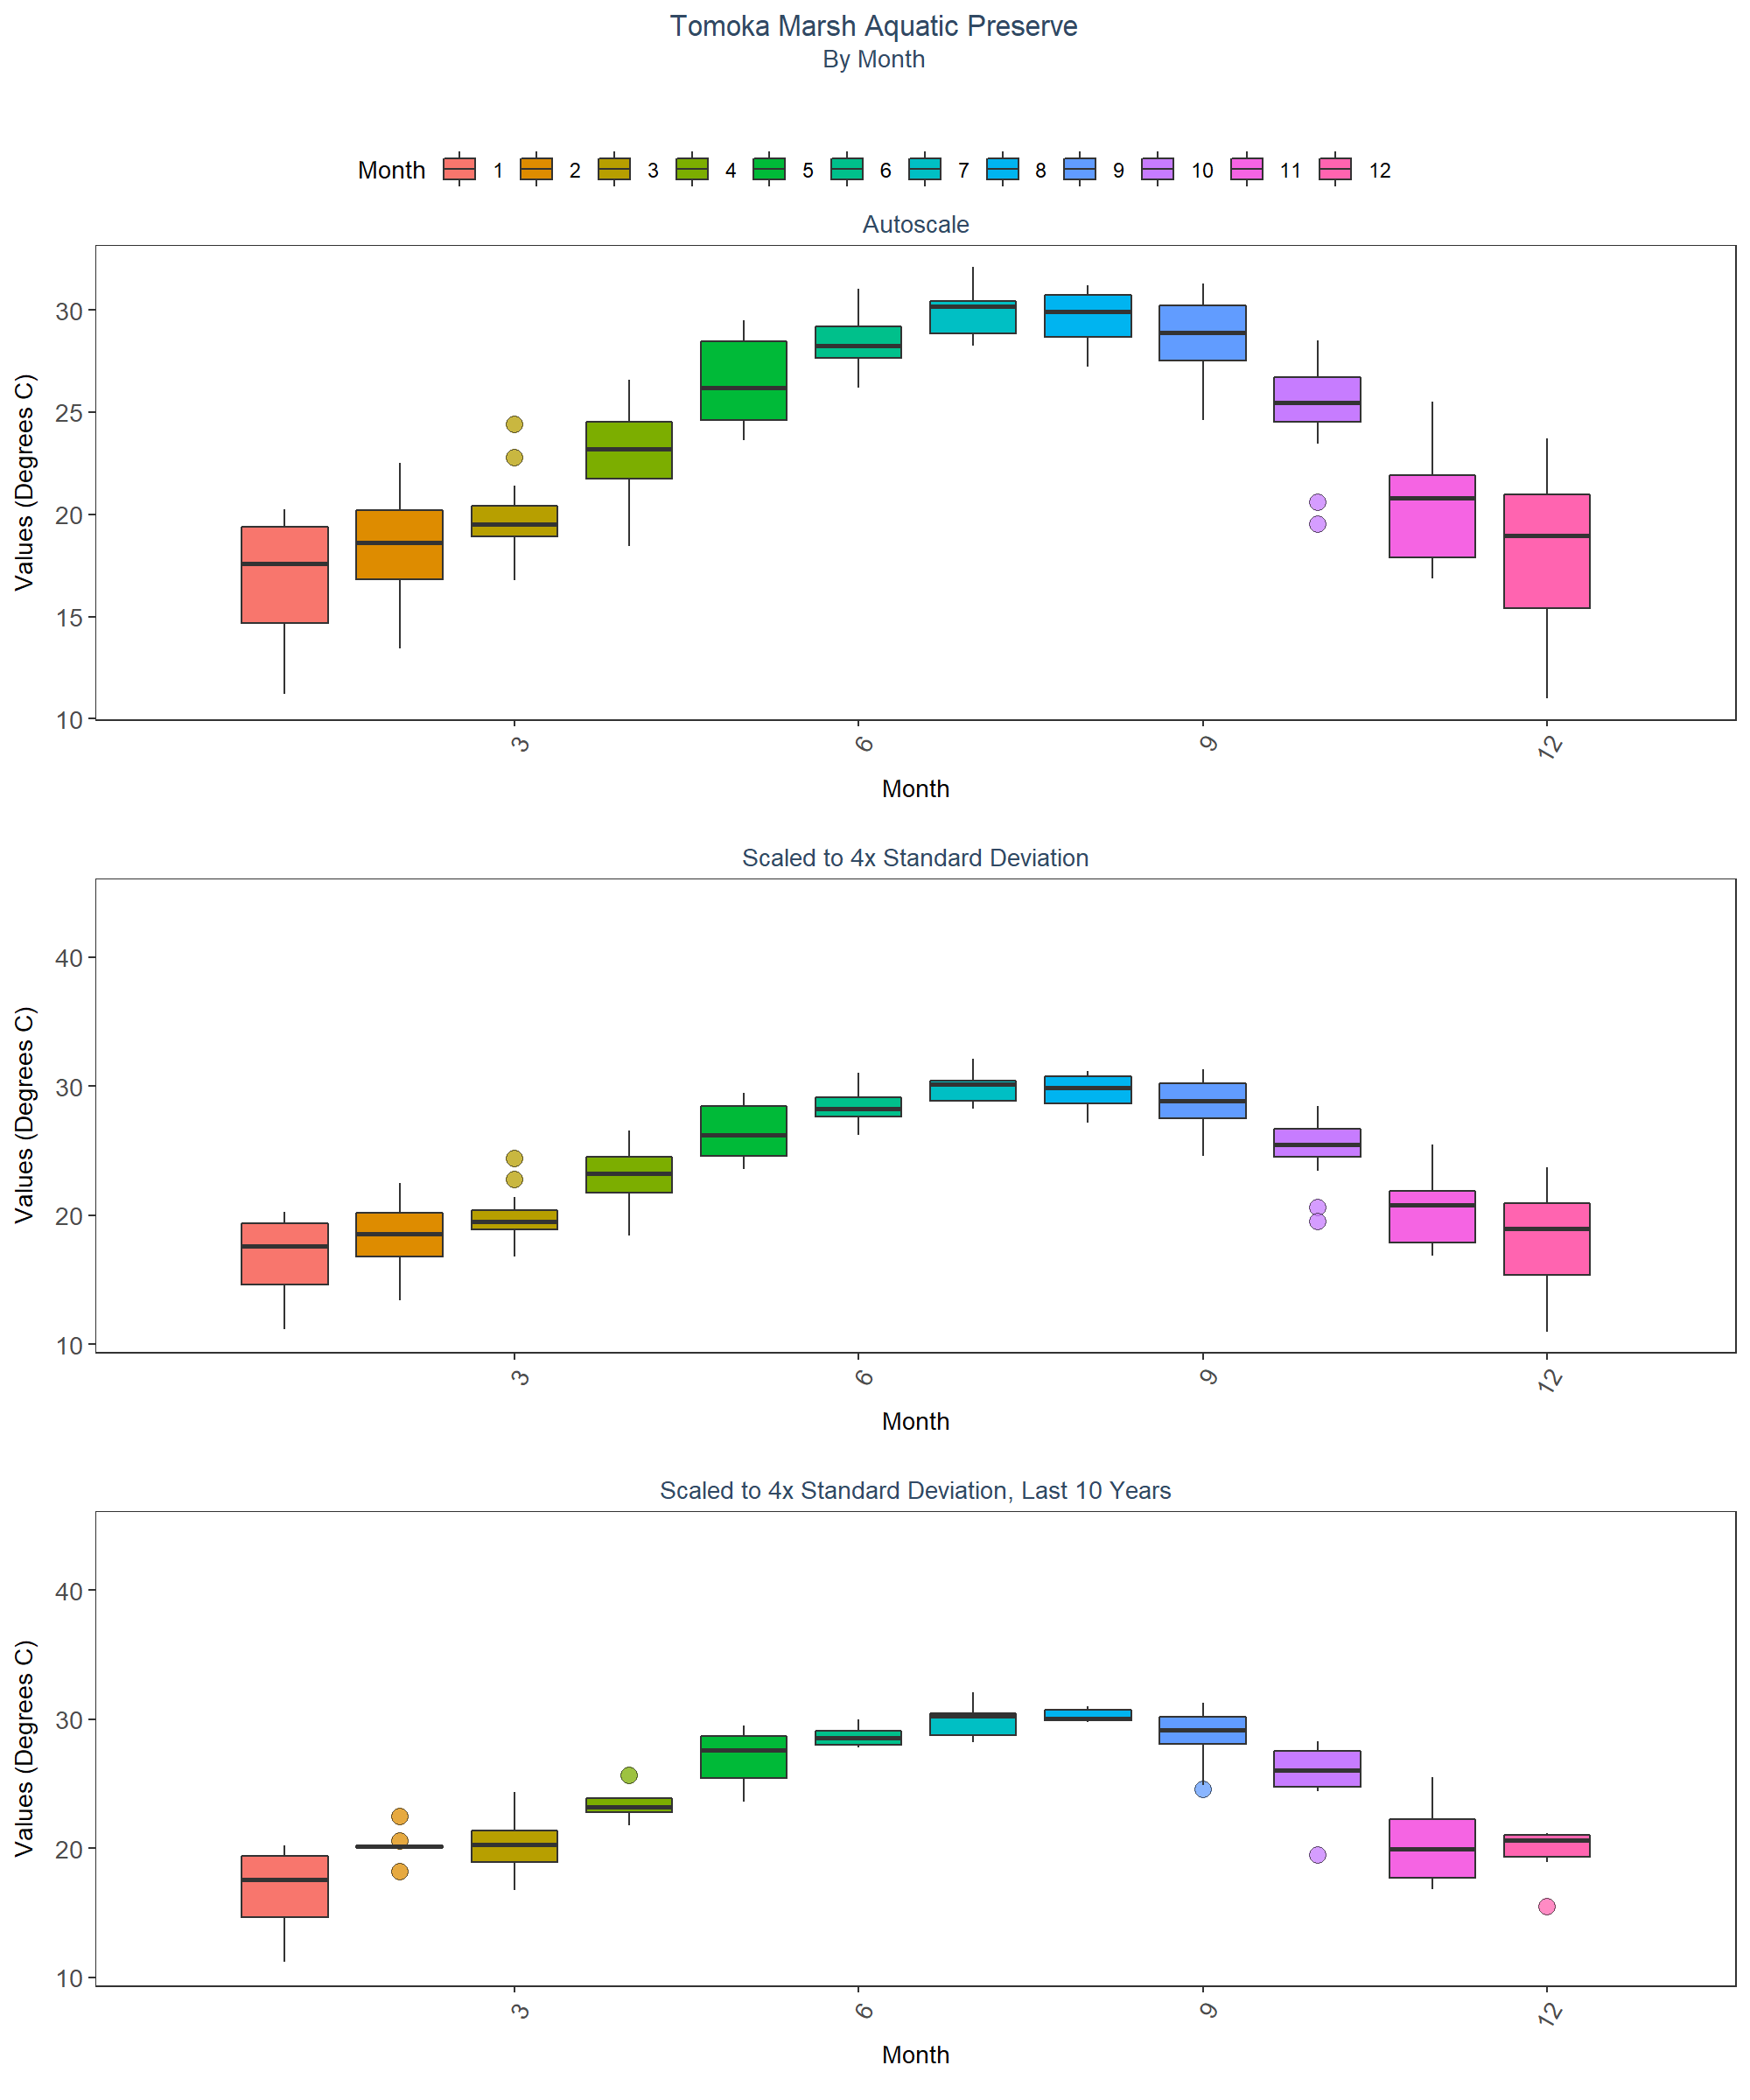 Tomoka Marsh Aquatic Preserve
By Month
Month 1 2 3 4 5 6 7 8 9 10 11 12
Autoscale
Values (Degrees C)
30
25
20
15
10
3 6 9 12
Month
Scaled to 4x Standard Deviation
Values (Degrees C)
40
30
20
10
3 6 9 12
Month
Scaled to 4x Standard Deviation, Last 10 Years
Values (Degrees C)
40
30
20
10
3 6 9 12
Month